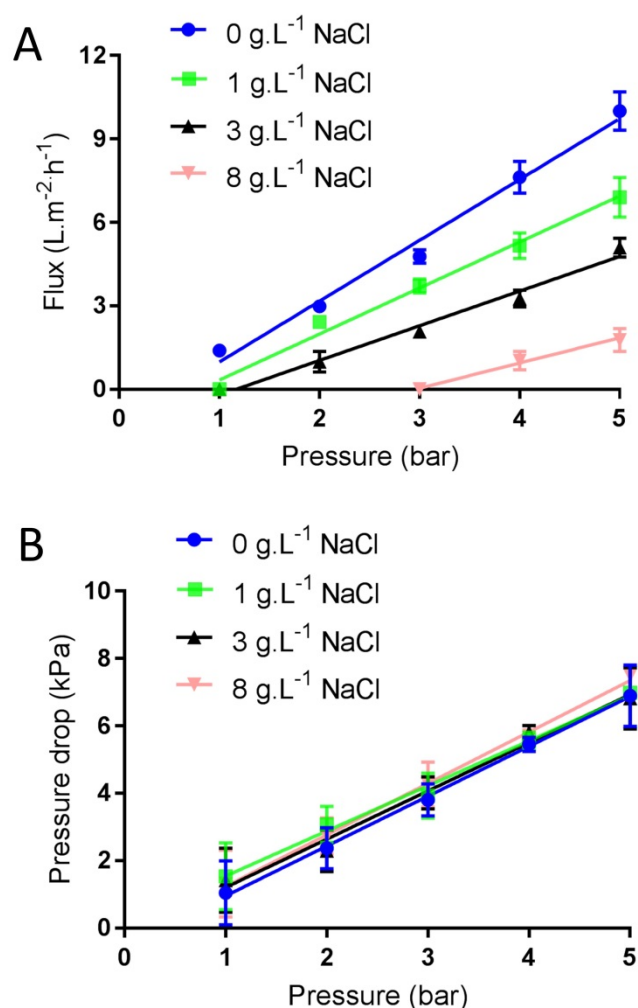 A
0 g.L⁻¹ NaCl
1 g.L⁻¹ NaCl
3 g.L⁻¹ NaCl
8 g.L⁻¹ NaCl
12
9
6
3
0
Flux (L.m⁻²·h⁻¹)
0 1 2 3 4 5
Pressure (bar)
B
0 g.L⁻¹ NaCl
1 g.L⁻¹ NaCl
3 g.L⁻¹ NaCl
8 g.L⁻¹ NaCl
10
8
6
4
2
0
Pressure drop (kPa)
0 1 2 3 4 5
Pressure (bar)